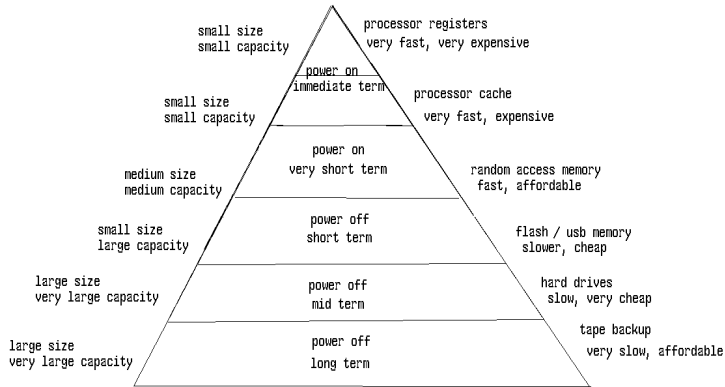 small size
small capacity
processor registers
very fast, very expensive
power on
immediate term
small size
small capacity
processor cache
very fast, expensive
power on
very short term
medium size
medium capacity
random access memory
fast, affordable
power off
short term
small size
large capacity
flash / usb memory
slower, cheap
power off
mid term
large size
very large capacity
hard drives
slow, very cheap
power off
long term
large size
very large capacity
tape backup
very slow, affordable